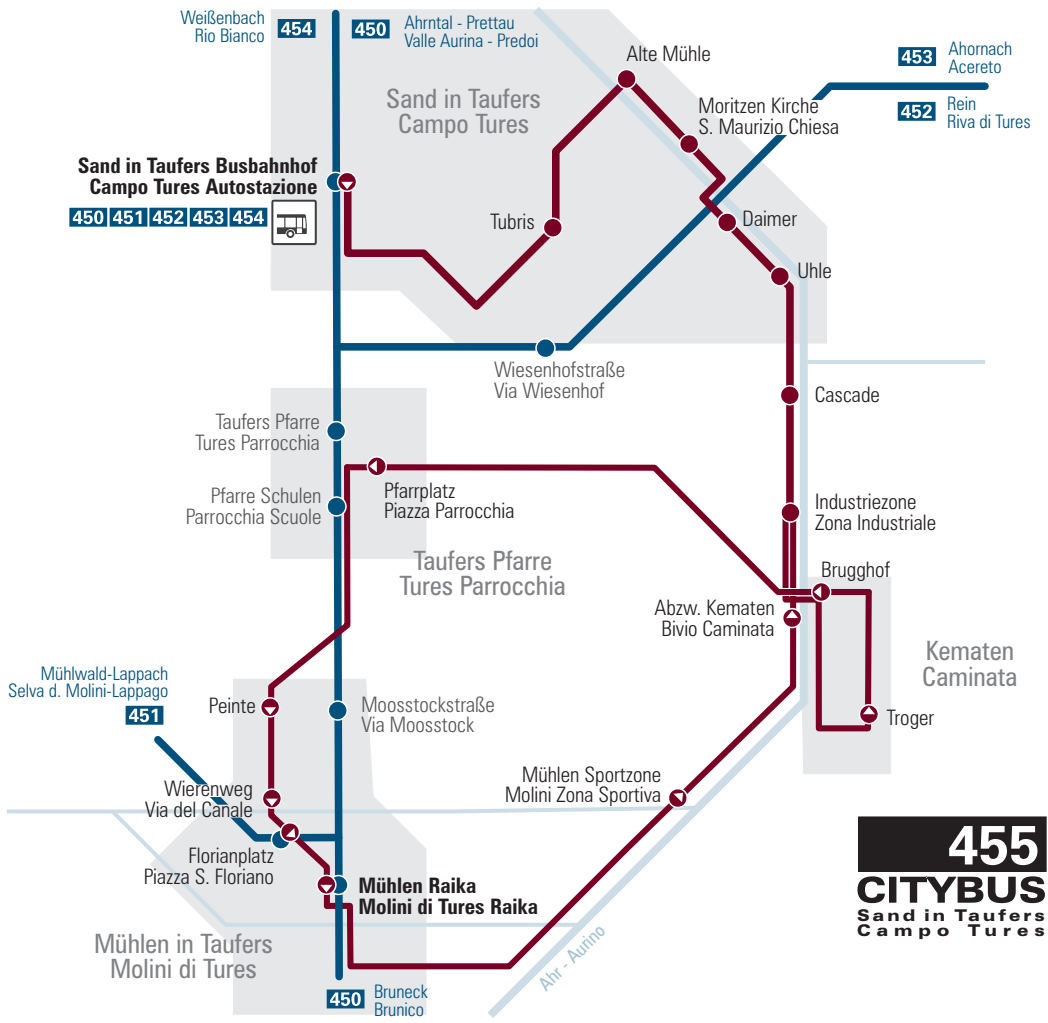 Weißenbach
Rio Bianco
454
450
Ahrntal - Prettau
Valle Aurina - Predoi
Alte Mühle
453
Ahornach
Acereto
452
Rein
Riva di Tures
Sand in Taufers
Campo Tures
Moritzen Kirche
S. Maurizio Chiesa
Sand in Taufers Busbahnhof
Campo Tures Autostazione
450 451 452 453 454
Tubris
Daimer
Uhle
Wiesenhofstraße
Via Wiesenhof
Cascade
Taufers Pfarre
Tures Parrocchia
Pfarrplatz
Piazza Parrocchia
Pfarre Schulen
Parrocchia Scuole
Industriezone
Zona Industriale
Taufers Pfarre
Tures Parrocchia
Brugghof
Abzw. Kematen
Bivio Caminata
Kematen
Caminata
Mühlwald-Lappach
Selva d. Molini-Lappago
451
Peinte
Moosstockstraße
Via Moosstock
Troger
Wierenweg
Via del Canale
Mühlen Sportzone
Molini Zona Sportiva
Florianplatz
Piazza S. Floriano
Mühlen Raika
Molini di Tures Raika
455
CITYBUS
Sand in Taufers
Campo Tures
Mühlen in Taufers
Molini di Tures
Ahr - Aurino
450
Bruneck
Brunico